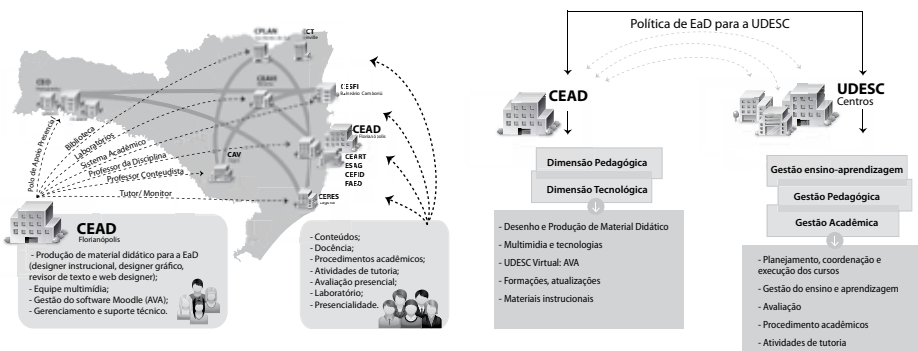 CEAVI
CESFI
Balneário Camboriú
CEAD
Florianópolis
CAV
CEART
ESAG
CEFID
FAED
CERES
Polo de Apoio Presencial
Biblioteca
Laboratórios
Sistema Acadêmico
Professor da Disciplina
Professor Conteudista
Tutor/ Monitor
CEAD
Florianópolis
- Produção de material didático para a EaD
(designer instrucional, designer gráfico,
revisor de texto e web designer);
- Equipe multimídia;
- Gestão do software Moodle (AVA);
- Gerenciamento e suporte técnico.
- Conteúdos;
- Docência;
- Procedimentos acadêmicos;
- Atividades de tutoria;
- Avaliação presencial;
- Laboratório;
- Presencialidade.
Política de EaD para a UDESC
CEAD
UDESC
Centros
Dimensão Pedagógica
Dimensão Tecnológica
- Desenho e Produção de Material Didático
- Multimidia e tecnologias
- UDESC Virtual: AVA
- Formações, atualizações
- Materiais instrucionais
Gestão ensino-aprendizagem
Gestão Pedagógica
Gestão Acadêmica
- Planejamento, coordenação e
execução dos cursos
- Gestão do ensino e aprendizagem
- Avaliação
- Procedimento acadêmicos
- Atividades de tutoria